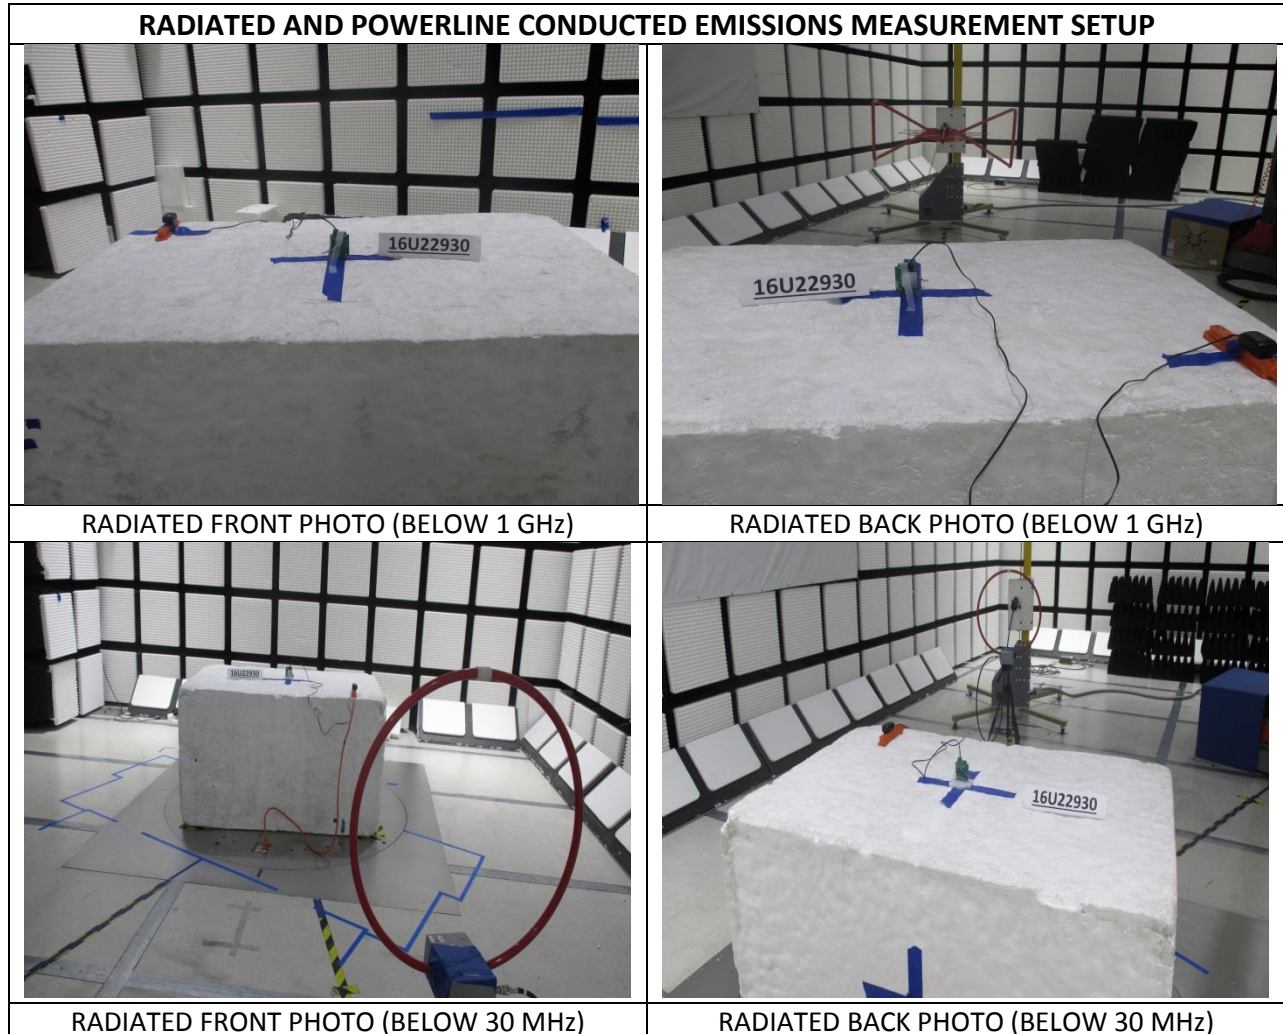 RADIATED AND POWERLINE CONDUCTED EMISSIONS MEASUREMENT SETUP
16U22930
16U22930
RADIATED FRONT PHOTO (BELOW 1 GHz)
RADIATED BACK PHOTO (BELOW 1 GHz)
16U22930
16U22930
RADIATED FRONT PHOTO (BELOW 30 MHz)
RADIATED BACK PHOTO (BELOW 30 MHz)